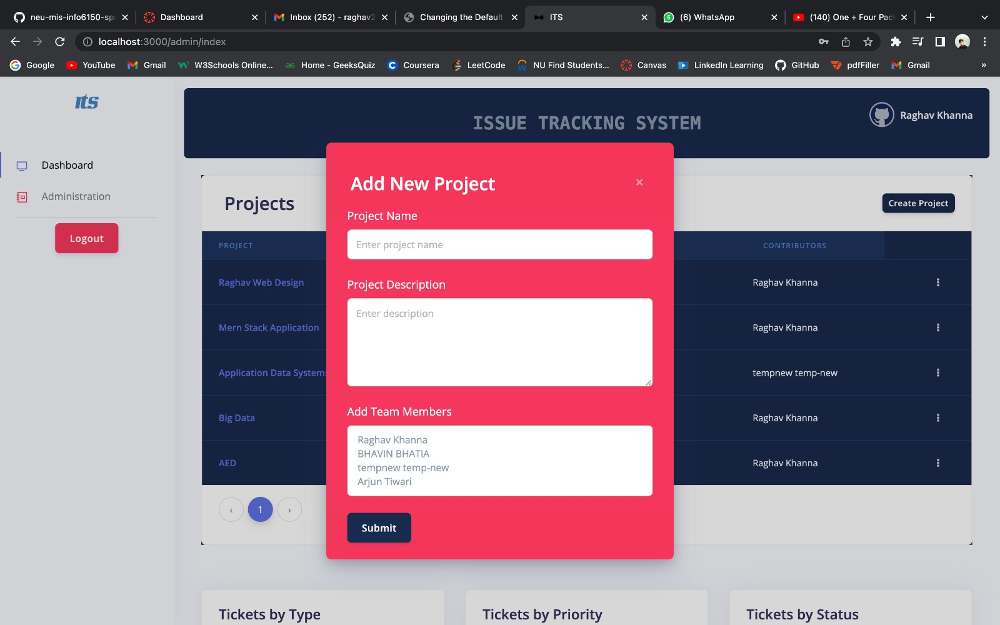 neu-mis-info6150-spr
Dashboard
Inbox (252) - raghav2
Changing the Default
ITS
(6) WhatsApp
(140) One + Four Pac
localhost:3000/admin/index
Google
YouTube
Gmail
W3Schools Online...
Home - GeeksQuiz
Coursera
LeetCode
NU Find Students...
Canvas
LinkedIn Learning
GitHub
pdfFiller
Gmail
»
ITS
ISSUE TRACKING SYSTEM
Raghav Khanna
Dashboard
Administration
Logout
Projects
Create Project
PROJECT
CONTRIBUTORS
Raghav Web Design
Raghav Khanna
Mern Stack Application
Raghav Khanna
Application Data Systems
tempnew temp-new
Big Data
Raghav Khanna
AED
Raghav Khanna
‹ 1 ›
Add New Project
×
Project Name
Enter project name
Project Description
Enter description
Add Team Members
Raghav Khanna
BHAVIN BHATIA
tempnew temp-new
Arjun Tiwari
Submit
Tickets by Type
Tickets by Priority
Tickets by Status